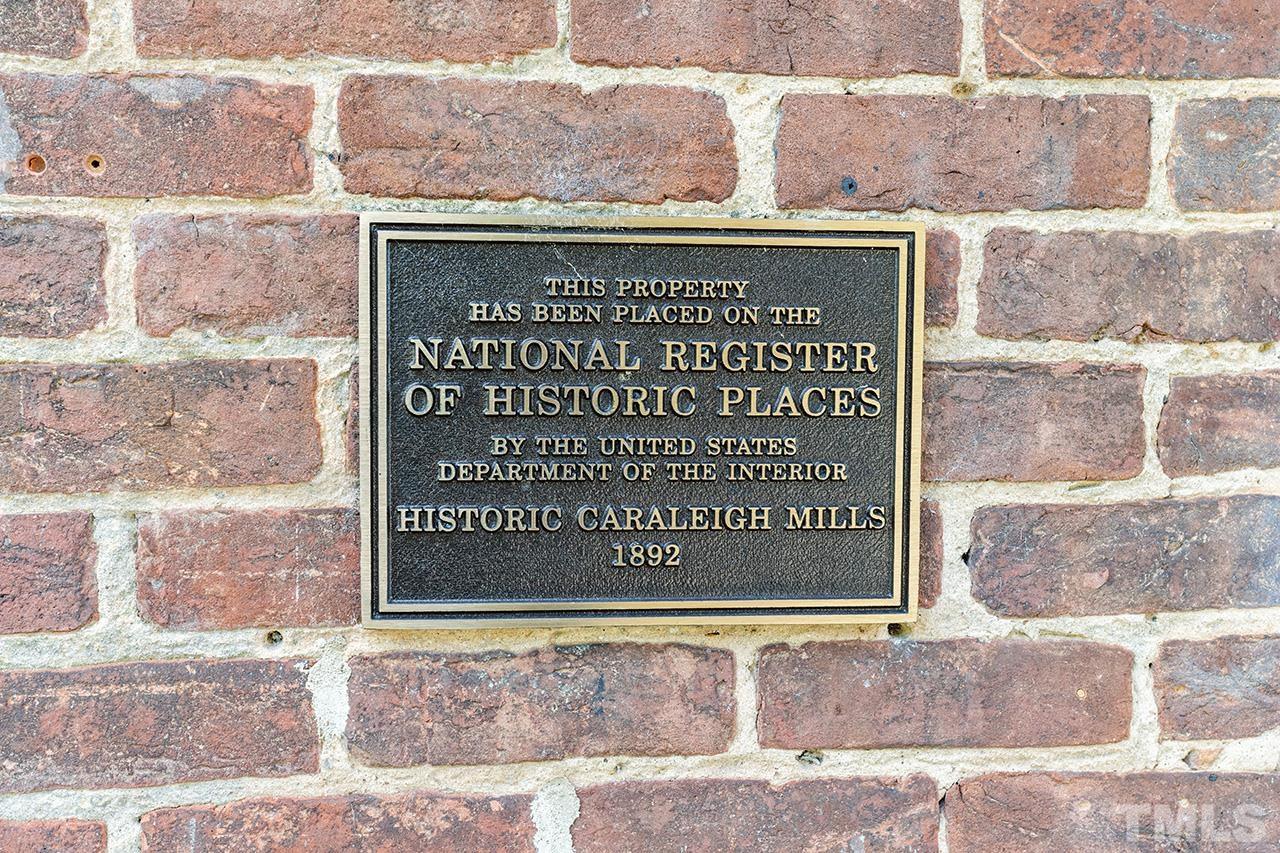 THIS PROPERTY
HAS BEEN PLACED ON THE
NATIONAL REGISTER
OF HISTORIC PLACES
BY THE UNITED STATES
DEPARTMENT OF THE INTERIOR
HISTORIC CARALEIGH MILLS
1892
TMLS